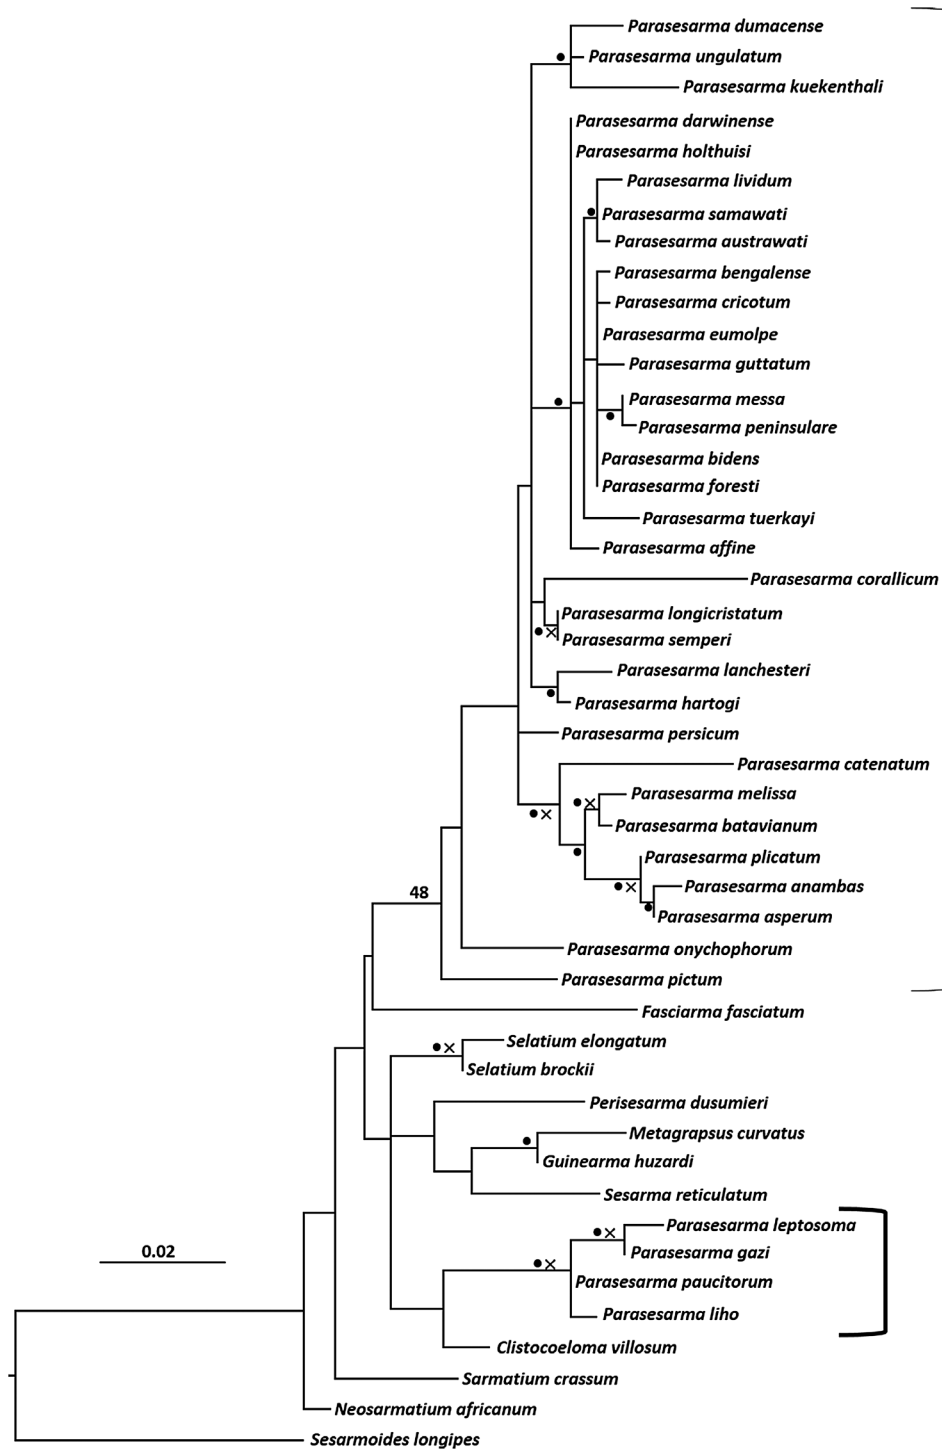 Parasesarma dumacense
Parasesarma ungulatum
Parasesarma kuekenthali
Parasesarma darwinense
Parasesarma holthuisi
Parasesarma lividum
Parasesarma samawati
Parasesarma austrawati
Parasesarma bengalense
Parasesarma cricotum
Parasesarma eumolpe
Parasesarma guttatum
Parasesarma messa
Parasesarma peninsulare
Parasesarma bidens
Parasesarma foresti
Parasesarma tuerkayi
Parasesarma affine
Parasesarma corallicum
Parasesarma longicristatum
Parasesarma semperi
Parasesarma lanchesteri
Parasesarma hartogi
Parasesarma persicum
Parasesarma catenatum
Parasesarma melissa
Parasesarma batavianum
Parasesarma plicatum
Parasesarma anambas
48
Parasesarma asperum
Parasesarma onychophorum
Parasesarma pictum
Fasciarma fasciatum
Selatium elongatum
Selatium brockii
Perisesarma dusumieri
Metagrapsus curvatus
Guinearma huzardi
Sesarma reticulatum
Parasesarma leptosoma
0.02
Parasesarma gazi
Parasesarma paucitorum
Parasesarma liho
Clistocoeloma villosum
Sarmatium crassum
Neosarmatium africanum
Sesarmoides longipes